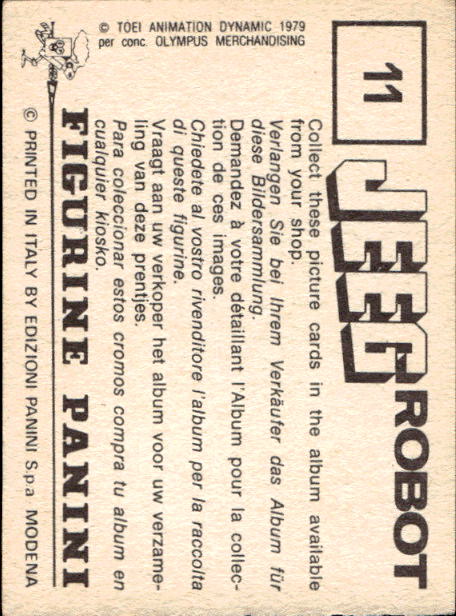 11
JEEG ROBOT
Collect these picture cards in the album available
from your shop.
Verlangen Sie bei Ihrem Verkäufer das Album für
diese Bildersammlung.
Demandez à votre détaillant l'Album pour la collec-
tion de ces images.
Chiedete al vostro rivenditore l'album per la raccolta
di queste figurine.
Vraagt aan uw verkoper het album voor uw verzame-
ling van deze prentjes.
Para coleccionar estos cromos compra tu album en
cualquier kiosko.
FIGURINE PANINI
© PRINTED IN ITALY BY EDIZIONI PANINI S.p.a MODENA
© TOEI ANIMATION DYNAMIC 1979
per conc. OLYMPUS MERCHANDISING